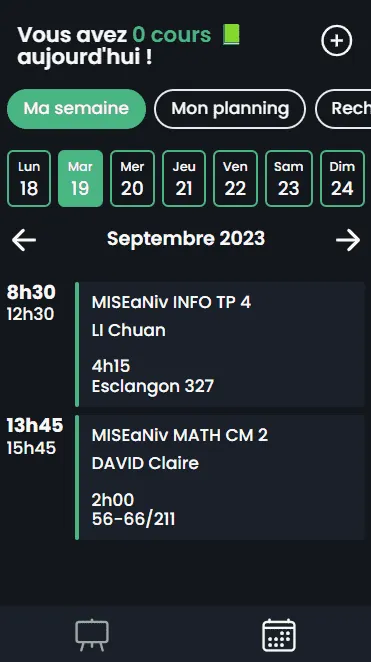 Vous avez 0 cours 📗
aujourd'hui !
Ma semaine
Mon planning
Rech
Lun
18
Mar
19
Mer
20
Jeu
21
Ven
22
Sam
23
Dim
24
Septembre 2023
8h30
12h30
MISEaNiv INFO TP 4
LI Chuan
4h15
Esclangon 327
13h45
15h45
MISEaNiv MATH CM 2
DAVID Claire
2h00
56-66/211